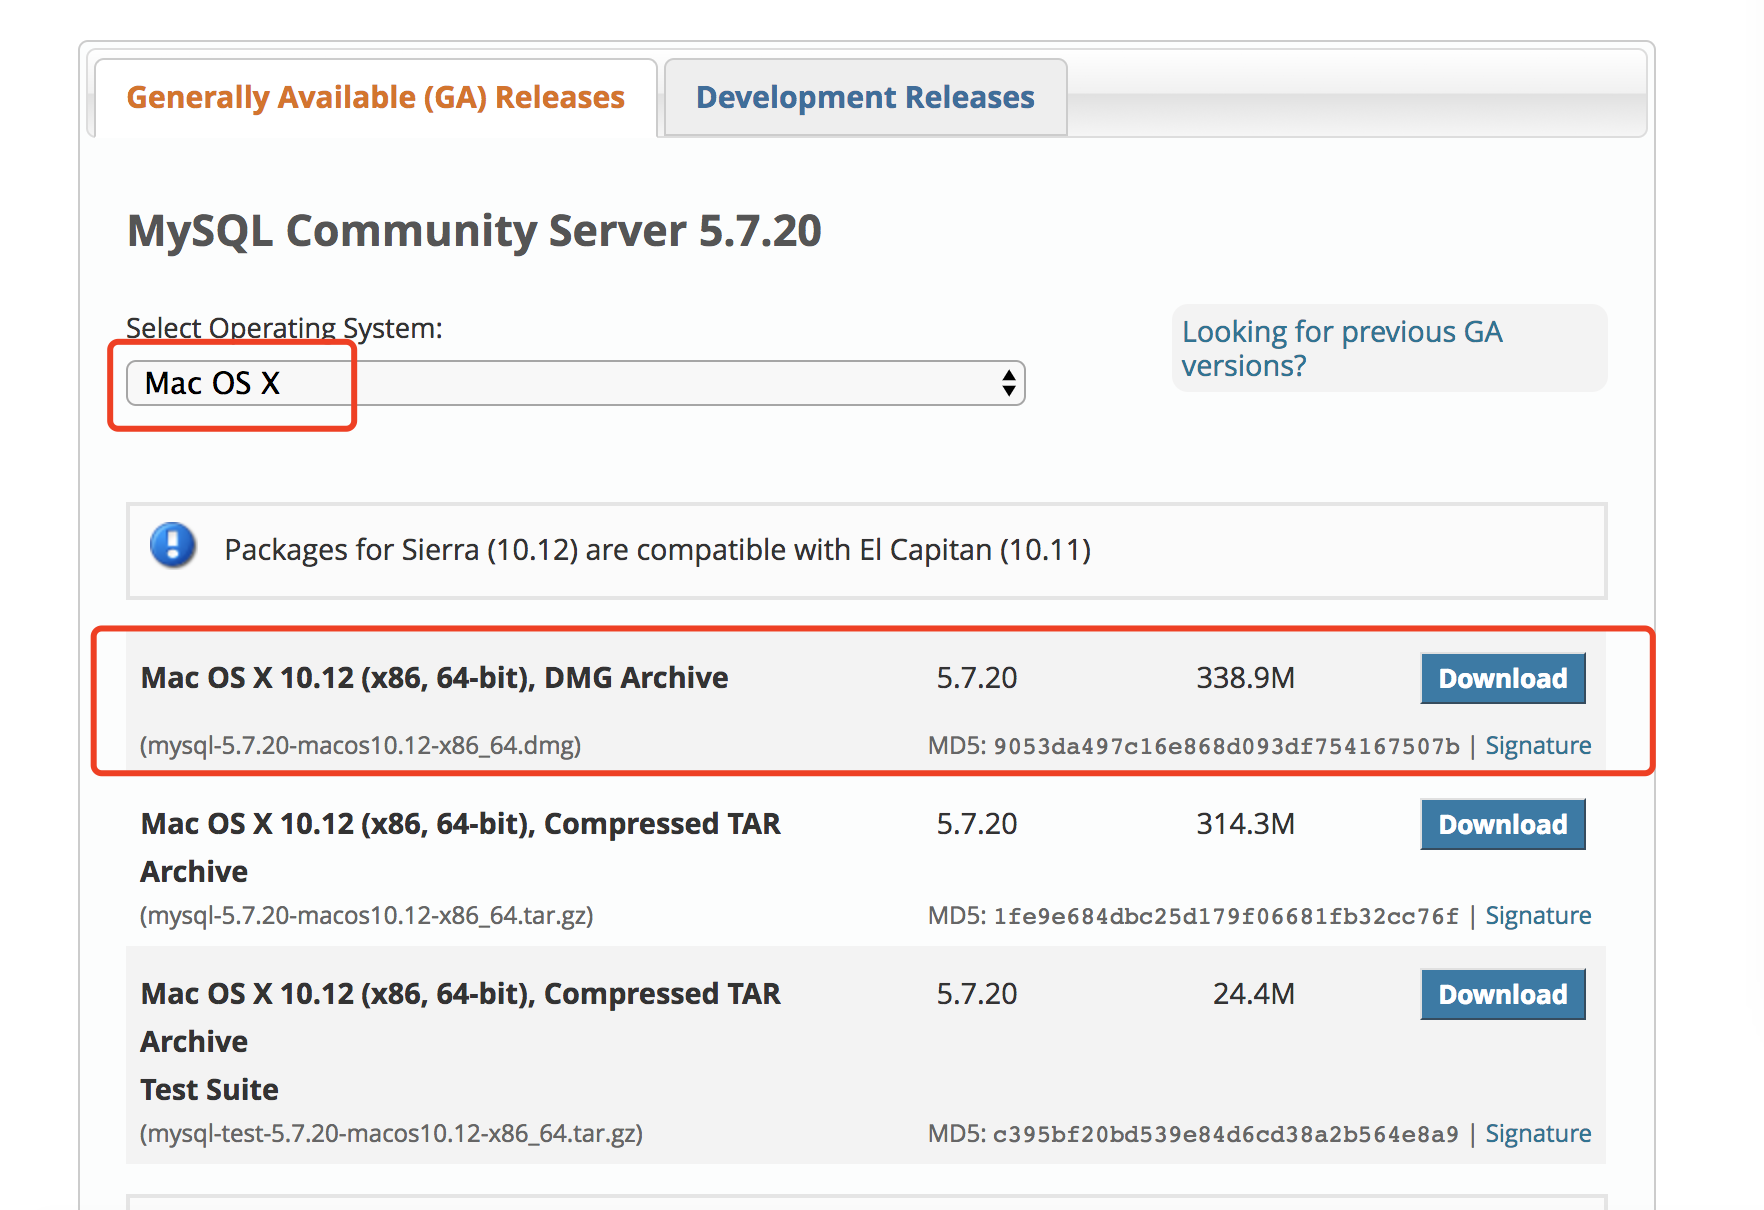 Generally Available (GA) Releases
Development Releases
MySQL Community Server 5.7.20
Select Operating System:
Looking for previous GA
versions?
Mac OS X
Packages for Sierra (10.12) are compatible with El Capitan (10.11)
Mac OS X 10.12 (x86, 64-bit), DMG Archive 5.7.20 338.9M Download
(mysql-5.7.20-macos10.12-x86_64.dmg) MD5: 9053da497c16e868d093df754167507b | Signature
Mac OS X 10.12 (x86, 64-bit), Compressed TAR 5.7.20 314.3M Download
Archive
(mysql-5.7.20-macos10.12-x86_64.tar.gz) MD5: 1fe9e684dbc25d179f06681fb32cc76f | Signature
Mac OS X 10.12 (x86, 64-bit), Compressed TAR 5.7.20 24.4M Download
Archive
Test Suite
(mysql-test-5.7.20-macos10.12-x86_64.tar.gz) MD5: c395bf20bd539e84d6cd38a2b564e8a9 | Signature